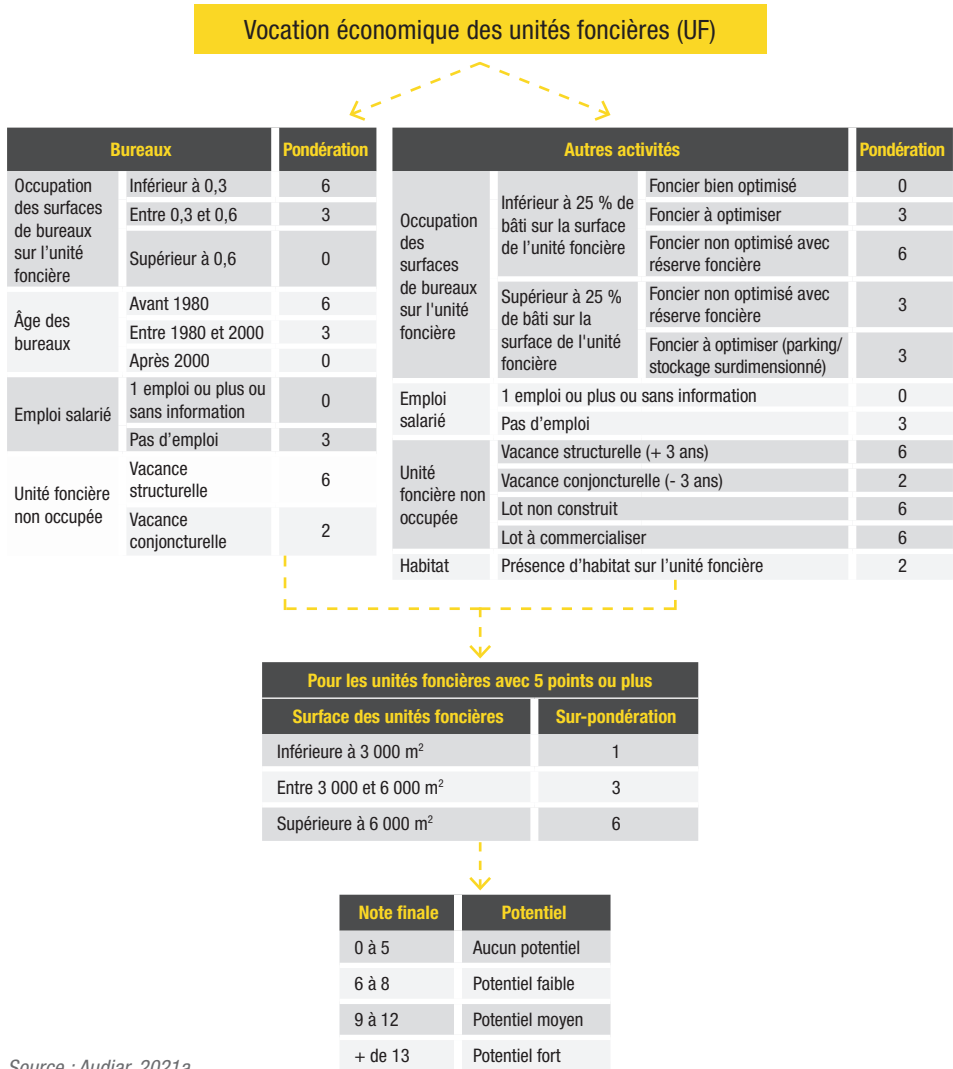 Vocation économique des unités foncières (UF)
Bureaux
Pondération
Occupation
des surfaces
de bureaux
sur l'unité
foncière
Inférieur à 0,3
6
Entre 0,3 et 0,6
3
Supérieur à 0,6
0
Âge des
bureaux
Avant 1980
6
Entre 1980 et 2000
3
Après 2000
0
Emploi salarié
1 emploi ou plus ou
sans information
0
Pas d'emploi
3
Unité foncière
non occupée
Vacance
structurelle
6
Vacance
conjoncturelle
2
Autres activités
Pondération
Occupation
des
surfaces
de bureaux
sur l'unité
foncière
Inférieur à 25 % de
bâti sur la surface
de l'unité foncière
Foncier bien optimisé
0
Foncier à optimiser
3
Foncier non optimisé avec
réserve foncière
6
Supérieur à 25 %
de bâti sur la
surface de l'unité
foncière
Foncier non optimisé avec
réserve foncière
3
Foncier à optimiser (parking/
stockage surdimensionné)
3
Emploi
salarié
1 emploi ou plus ou sans information
0
Pas d'emploi
3
Unité
foncière non
occupée
Vacance structurelle (+ 3 ans)
6
Vacance conjoncturelle (- 3 ans)
2
Lot non construit
6
Lot à commercialiser
6
Habitat
Présence d'habitat sur l'unité foncière
2
Pour les unités foncières avec 5 points ou plus
Surface des unités foncières
Sur-pondération
Inférieure à 3 000 m²
1
Entre 3 000 et 6 000 m²
3
Supérieure à 6 000 m²
6
Note finale
Potentiel
0 à 5
Aucun potentiel
6 à 8
Potentiel faible
9 à 12
Potentiel moyen
+ de 13
Potentiel fort
Source : Audiar, 2021a